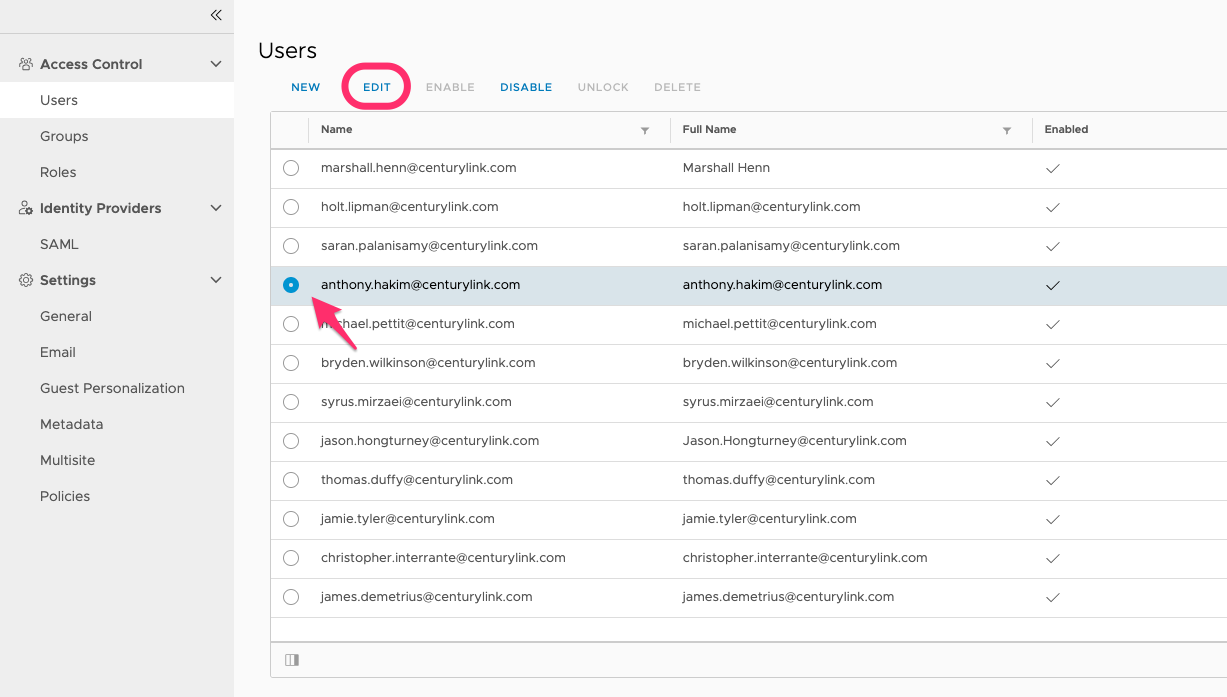 Access Control
Users
Groups
Roles
Identity Providers
SAML
Settings
General
Email
Guest Personalization
Metadata
Multisite
Policies
Users
NEW EDIT ENABLE DISABLE UNLOCK DELETE
Name Full Name Enabled
marshall.henn@centurylink.com Marshall Henn
holt.lipman@centurylink.com holt.lipman@centurylink.com
saran.palanisamy@centurylink.com saran.palanisamy@centurylink.com
anthony.hakim@centurylink.com anthony.hakim@centurylink.com
michael.pettit@centurylink.com michael.pettit@centurylink.com
bryden.wilkinson@centurylink.com bryden.wilkinson@centurylink.com
syrus.mirzaei@centurylink.com syrus.mirzaei@centurylink.com
jason.hongturney@centurylink.com Jason.Hongturney@centurylink.com
thomas.duffy@centurylink.com thomas.duffy@centurylink.com
jamie.tyler@centurylink.com jamie.tyler@centurylink.com
christopher.interrante@centurylink.com christopher.interrante@centurylink.com
james.demetrius@centurylink.com james.demetrius@centurylink.com